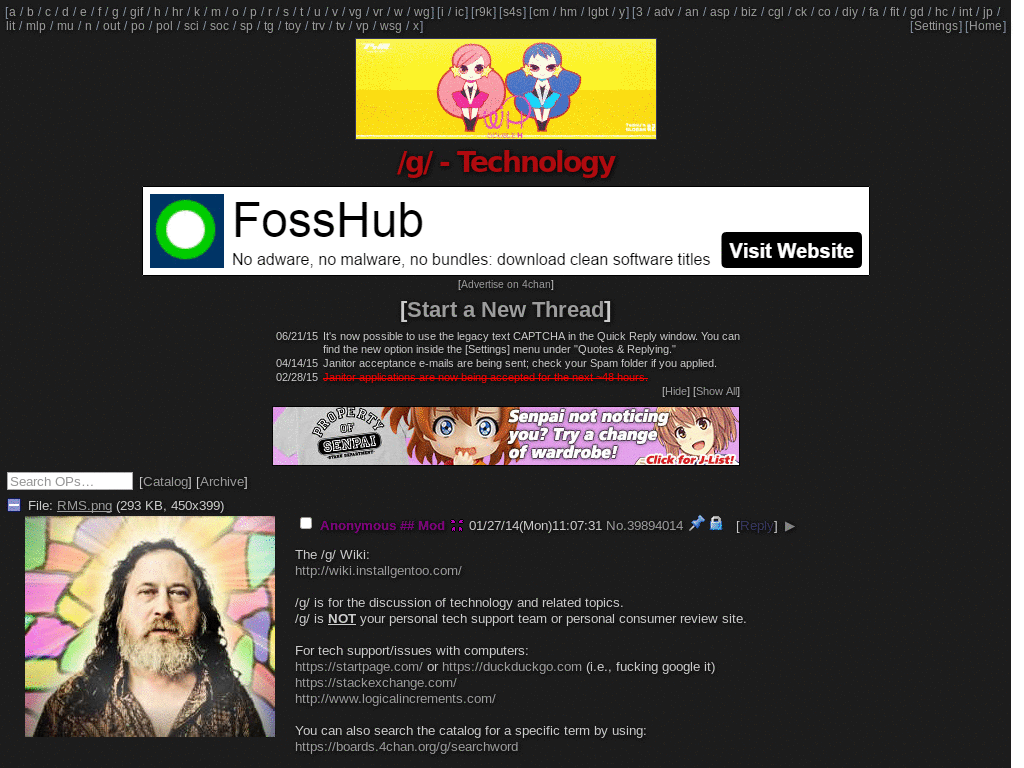 [a / b / c / d / e / f / g / gif / h / hr / k / m / o / p / r / s / t / u / v / vg / vr / w / wg] [i / ic] [r9k] [s4s] [cm / hm / lgbt / y] [3 / adv / an / asp / biz / cgl / ck / co / diy / fa / fit / gd / hc / int / jp /
lit / mlp / mu / n / out / po / pol / sci / soc / sp / tg / toy / trv / tv / vp / wsg / x] [Settings] [Home]
WH
DOUBLE H
/g/ - Technology
FossHub
No adware, no malware, no bundles: download clean software titles
Visit Website
[Advertise on 4chan]
[Start a New Thread]
06/21/15 It's now possible to use the legacy text CAPTCHA in the Quick Reply window. You can
find the new option inside the [Settings] menu under "Quotes & Replying."
04/14/15 Janitor acceptance e-mails are being sent; check your Spam folder if you applied.
02/28/15 Janitor applications are now being accepted for the next ~48 hours.
[Hide] [Show All]
PROPERTY OF SENPAI
Senpai not noticing
you? Try a change
of wardrobe!
Click for J-List!
Search OPs… [Catalog] [Archive]
File: RMS.png (293 KB, 450x399)
Anonymous ## Mod 01/27/14(Mon)11:07:31 No.39894014 [Reply] ▶
The /g/ Wiki:
http://wiki.installgentoo.com/
/g/ is for the discussion of technology and related topics.
/g/ is NOT your personal tech support team or personal consumer review site.
For tech support/issues with computers:
https://startpage.com/ or https://duckduckgo.com (i.e., fucking google it)
https://stackexchange.com/
http://www.logicalincrements.com/
You can also search the catalog for a specific term by using:
https://boards.4chan.org/g/searchword